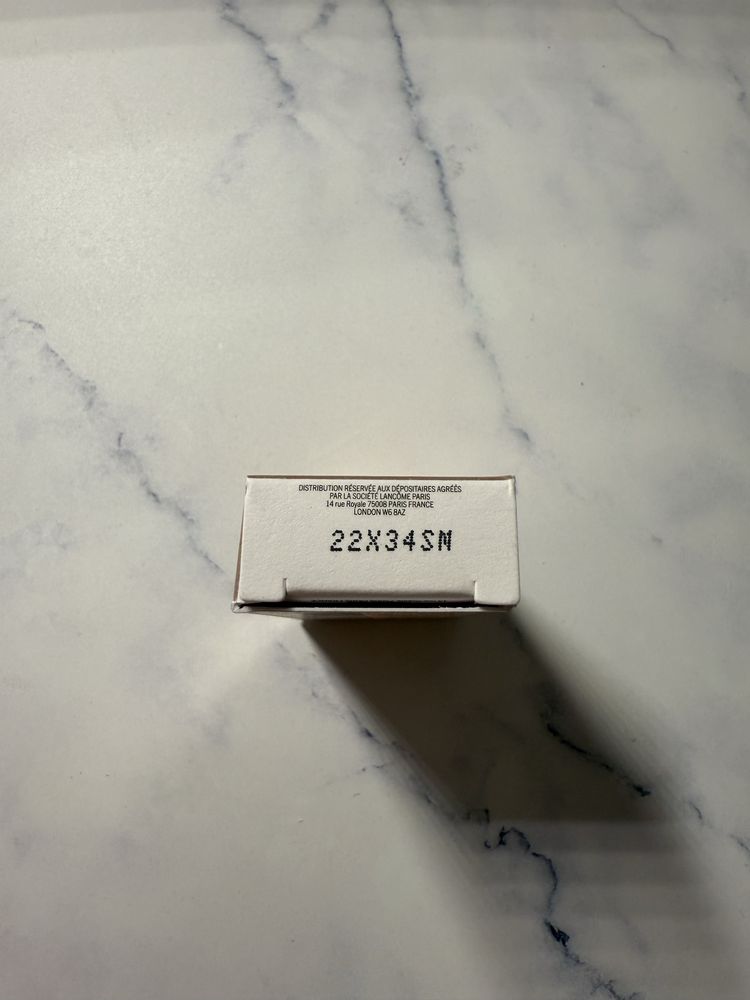 DISTRIBUTION RÉSERVÉE AUX DÉPOSITAIRES AGRÉÉS
PAR LA SOCIÉTÉ LANCÔME PARIS
14 rue Royale 75008 PARIS FRANCE
LONDON W6 8AZ
22X34SM